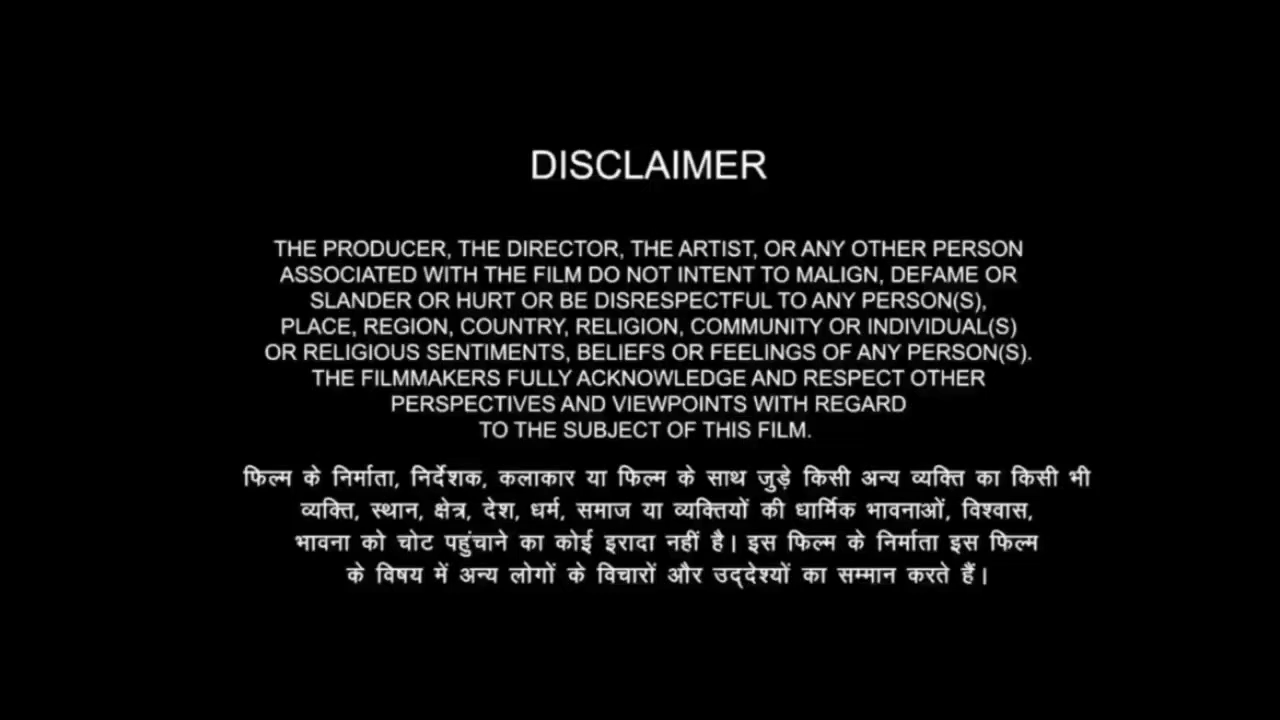 DISCLAIMER
THE PRODUCER, THE DIRECTOR, THE ARTIST, OR ANY OTHER PERSON
ASSOCIATED WITH THE FILM DO NOT INTENT TO MALIGN, DEFAME OR
SLANDER OR HURT OR BE DISRESPECTFUL TO ANY PERSON(S),
PLACE, REGION, COUNTRY, RELIGION, COMMUNITY OR INDIVIDUAL(S)
OR RELIGIOUS SENTIMENTS, BELIEFS OR FEELINGS OF ANY PERSON(S).
THE FILMMAKERS FULLY ACKNOWLEDGE AND RESPECT OTHER
PERSPECTIVES AND VIEWPOINTS WITH REGARD
TO THE SUBJECT OF THIS FILM.
फिल्म के निर्माता, निर्देशक, कलाकार या फिल्म के साथ जुड़े किसी अन्य व्यक्ति का किसी भी
व्यक्ति, स्थान, क्षेत्र, देश, धर्म, समाज या व्यक्तियों की धार्मिक भावनाओं, विश्वास,
भावना को चोट पहुंचाने का कोई इरादा नहीं है। इस फिल्म के निर्माता इस फिल्म
के विषय में अन्य लोगों के विचारों और उद्देश्यों का सम्मान करते हैं।